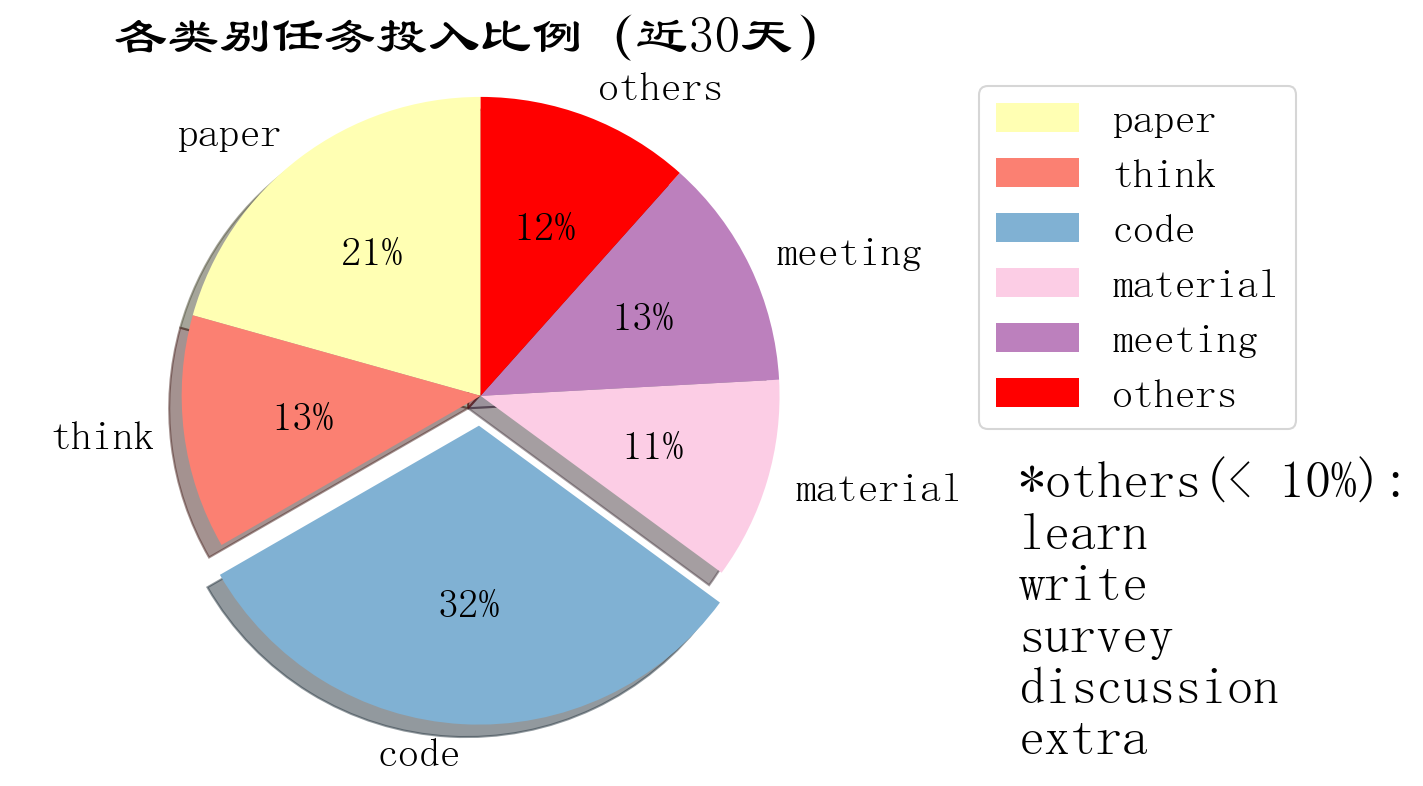 各类别任务投入比例 (近30天)
others
paper
12%
21%
meeting
13%
13%
think
11%
material
32%
code
paper
think
code
material
meeting
others
*others(< 10%):
learn
write
survey
discussion
extra